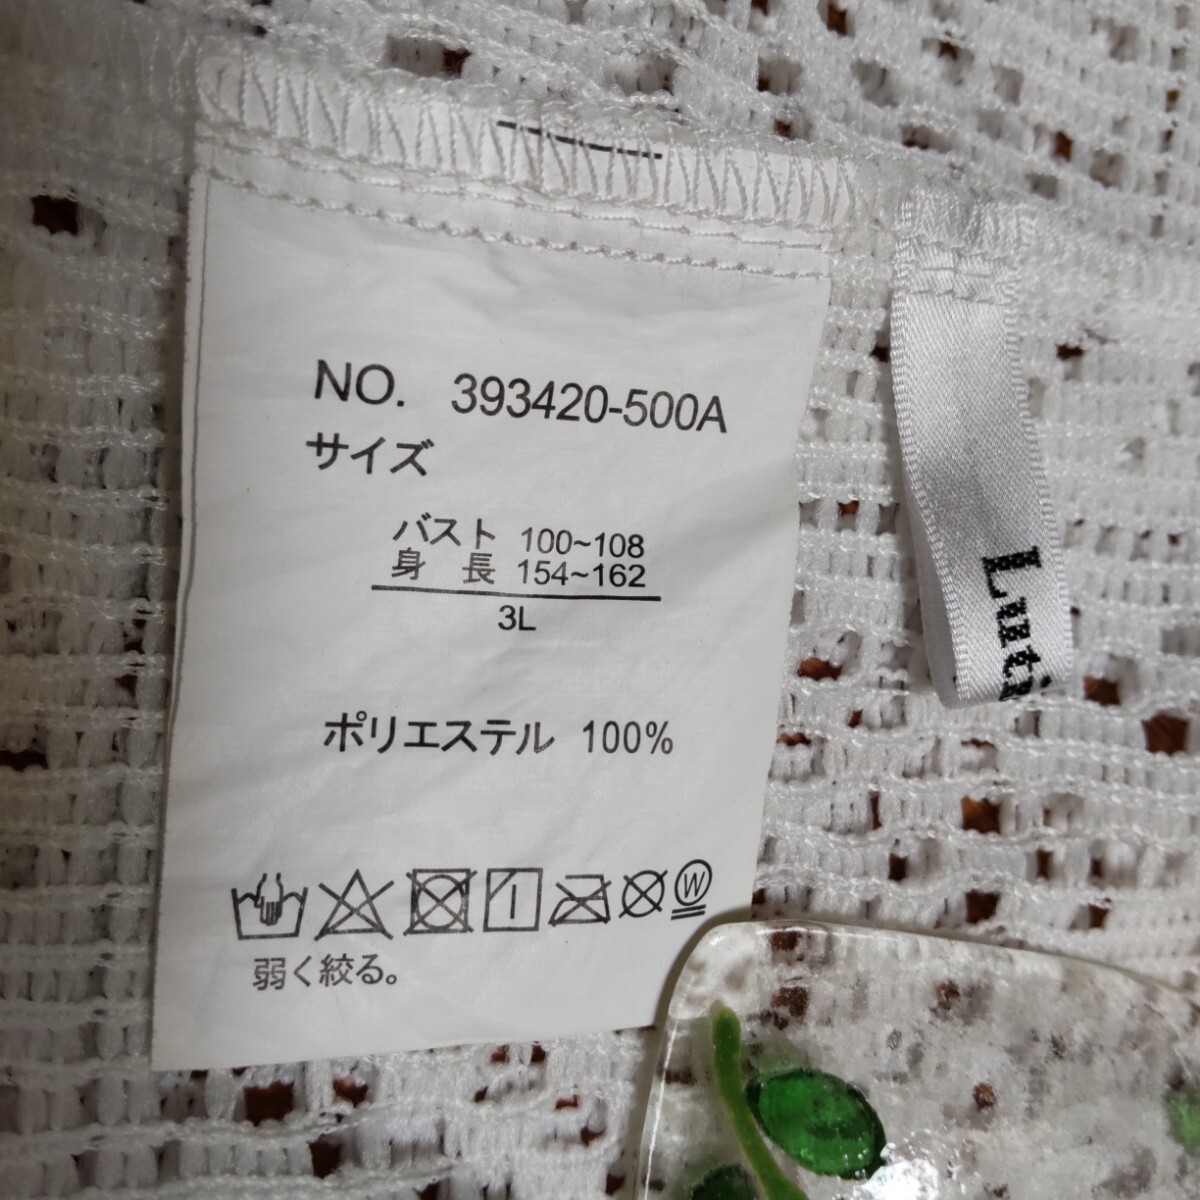 NO. 393420-500A
サイズ
バスト 100~108
身 長 154~162
3L
ポリエステル 100%
W
弱く絞る。